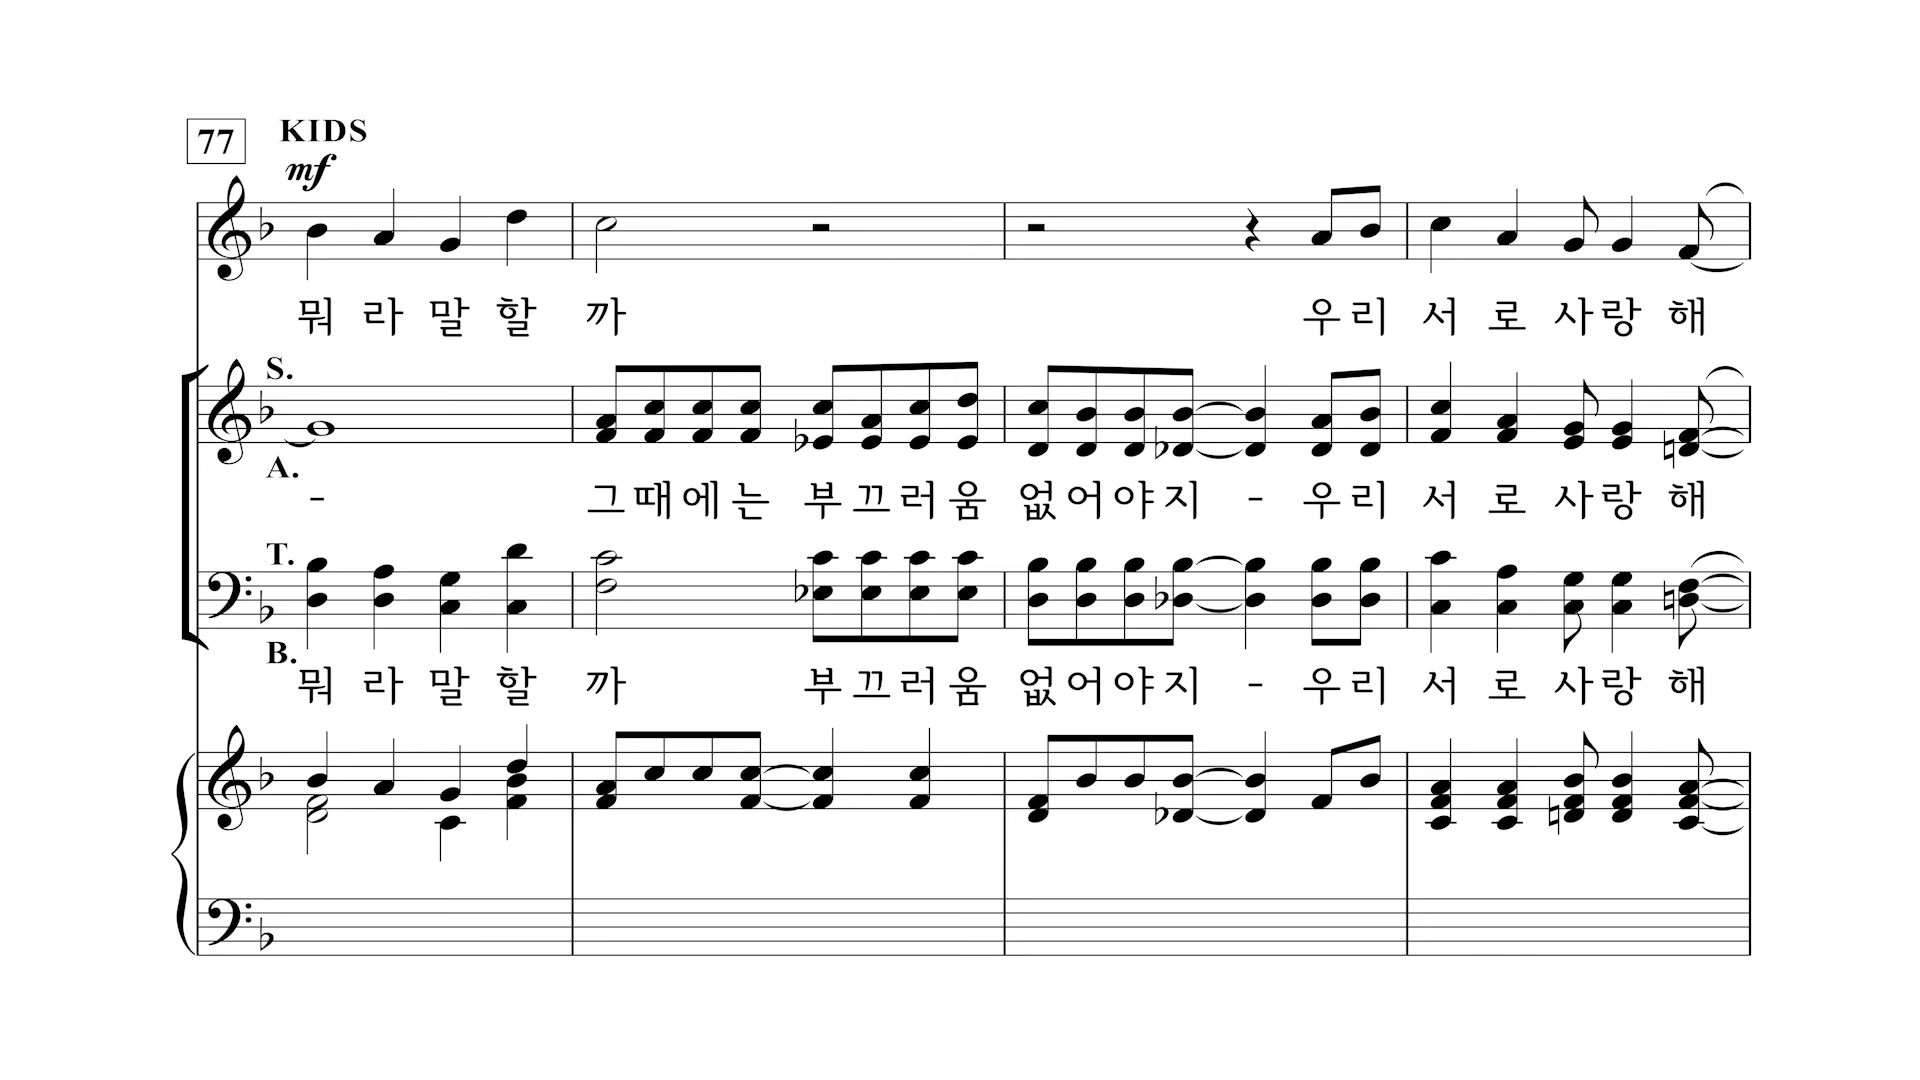 77 KIDS
mf
뭐 라 말 할 까 우 리 서 로 사 랑 해
S.
A.
- 그 때 에 는 부 끄 러 움 없 어 야 지 - 우 리 서 로 사 랑 해
T.
B.
뭐 라 말 할 까 부 끄 러 움 없 어 야 지 - 우 리 서 로 사 랑 해